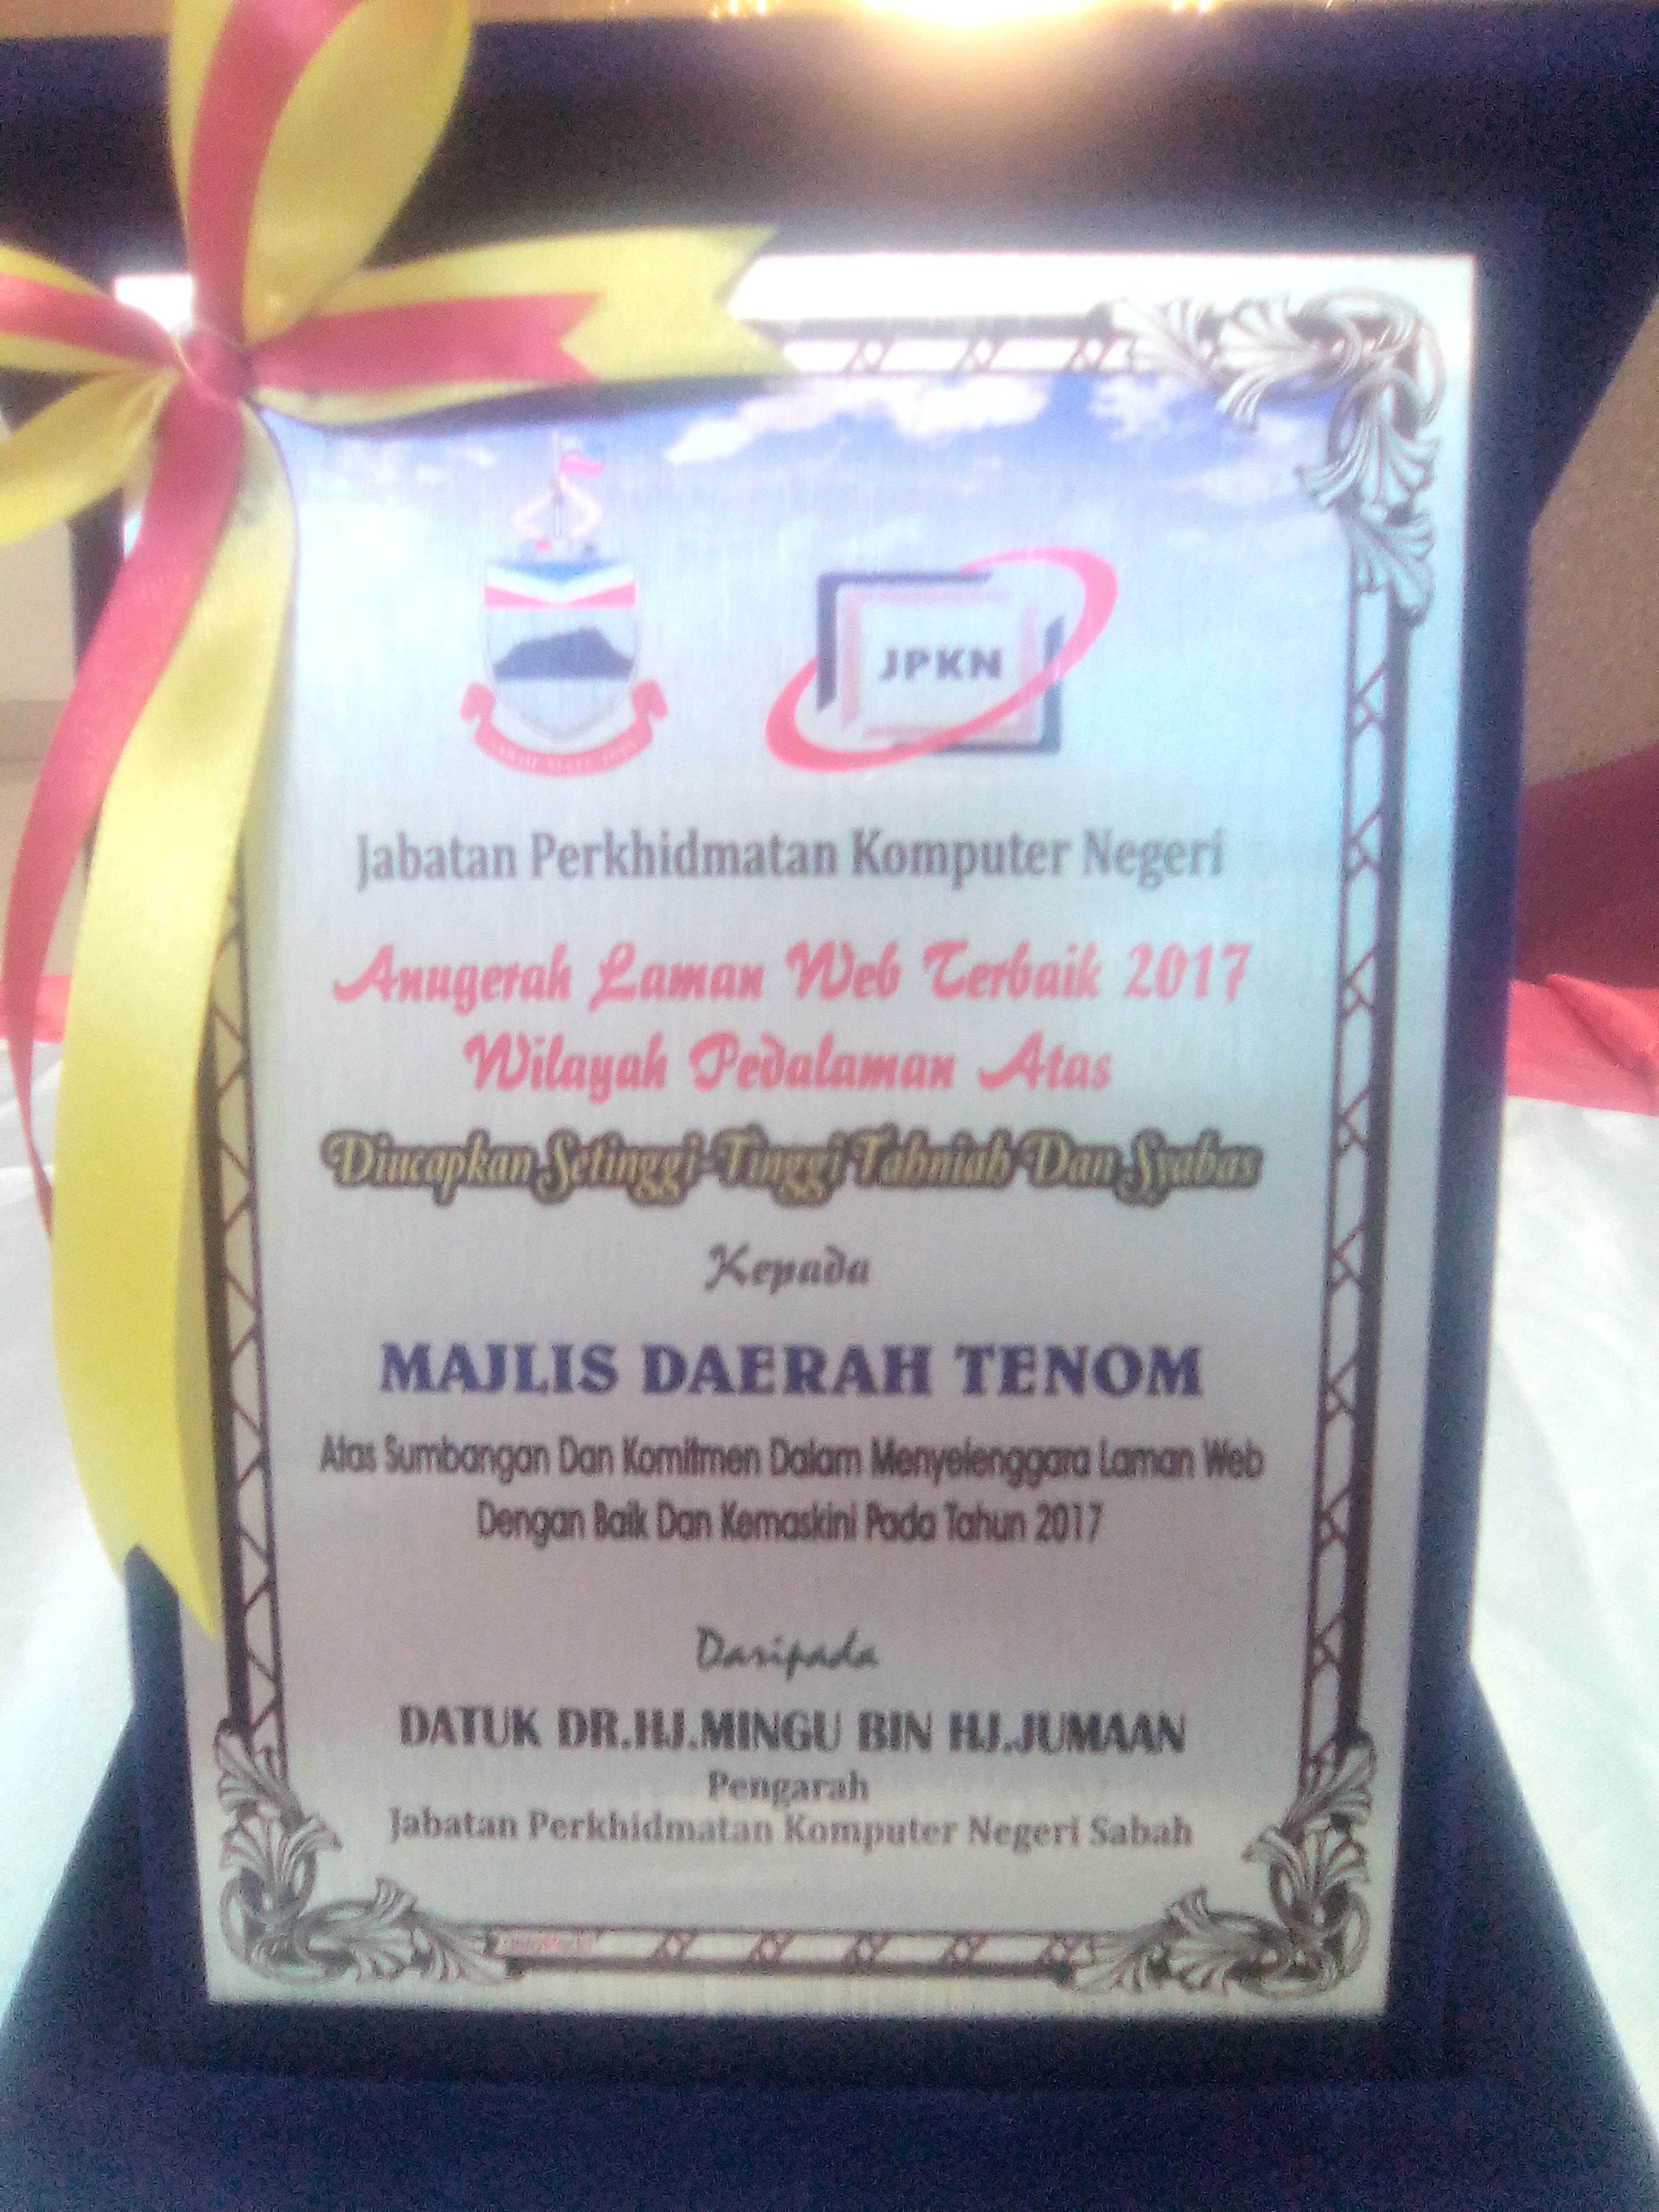 JPKN
Jabatan Perkhidmatan Komputer Negeri
Anugerah Laman Web Terbaik 2017
Wilayah Pedalaman Atas
Diucapkan Setinggi-Tinggi Tahniah Dan Syabas
Kepada
MAJLIS DAERAH TENOM
Atas Sumbangan Dan Komitmen Dalam Menyelenggara Laman Web
Dengan Baik Dan Kemaskini Pada Tahun 2017
Daripada
DATUK DR.HJ.MINGU BIN HJ.JUMAAN
Pengarah
Jabatan Perkhidmatan Komputer Negeri Sabah